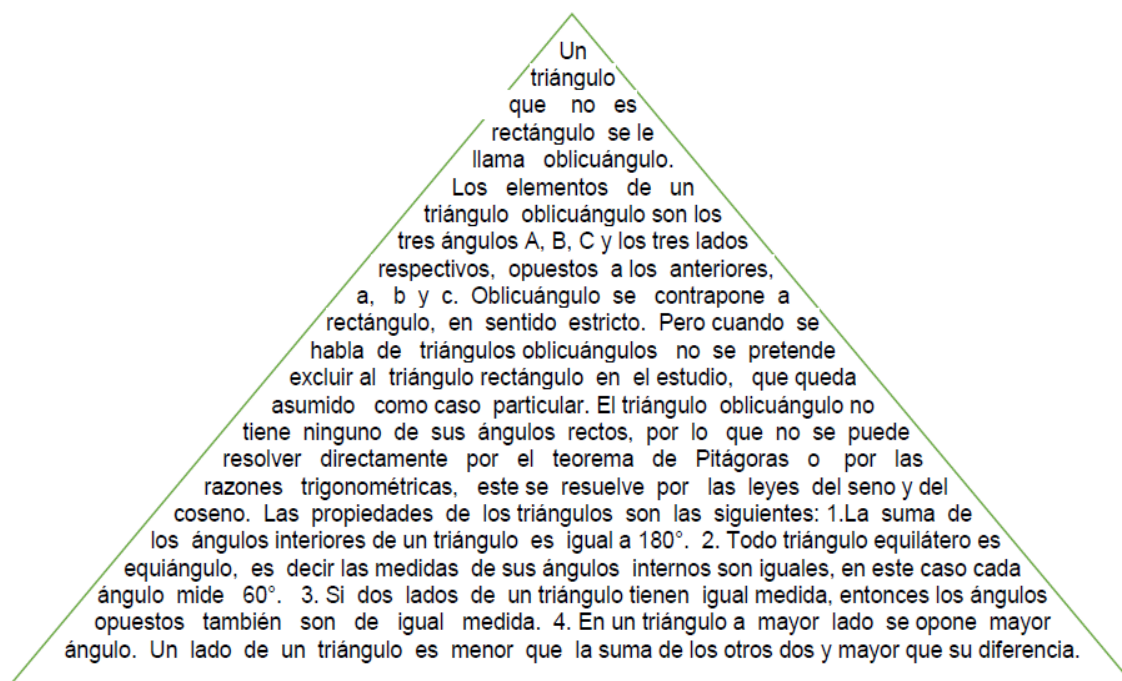 Un
triángulo
que no es
rectángulo se le
llama oblicuángulo.
Los elementos de un
triángulo oblicuángulo son los
tres ángulos A, B, C y los tres lados
respectivos, opuestos a los anteriores,
a, b y c. Oblicuángulo se contrapone a
rectángulo, en sentido estricto. Pero cuando se
habla de triángulos oblicuángulos no se pretende
excluir al triángulo rectángulo en el estudio, que queda
asumido como caso particular. El triángulo oblicuángulo no
tiene ninguno de sus ángulos rectos, por lo que no se puede
resolver directamente por el teorema de Pitágoras o por las
razones trigonométricas, este se resuelve por las leyes del seno y del
coseno. Las propiedades de los triángulos son las siguientes: 1.La suma de
los ángulos interiores de un triángulo es igual a 180°. 2. Todo triángulo equilátero es
equiángulo, es decir las medidas de sus ángulos internos son iguales, en este caso cada
ángulo mide 60°. 3. Si dos lados de un triángulo tienen igual medida, entonces los ángulos
opuestos también son de igual medida. 4. En un triángulo a mayor lado se opone mayor
ángulo. Un lado de un triángulo es menor que la suma de los otros dos y mayor que su diferencia.